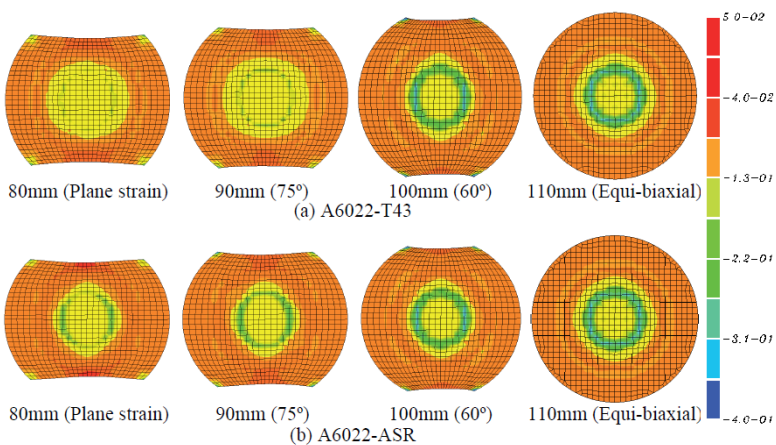 5.0-02
-4.0-02
-1.3-01
-2.2-01
-3.1-01
-4.0-01
80mm (Plane strain) 90mm (75º) 100mm (60º) 110mm (Equi-biaxial)
(a) A6022-T43
80mm (Plane strain) 90mm (75º) 100mm (60º) 110mm (Equi-biaxial)
(b) A6022-ASR